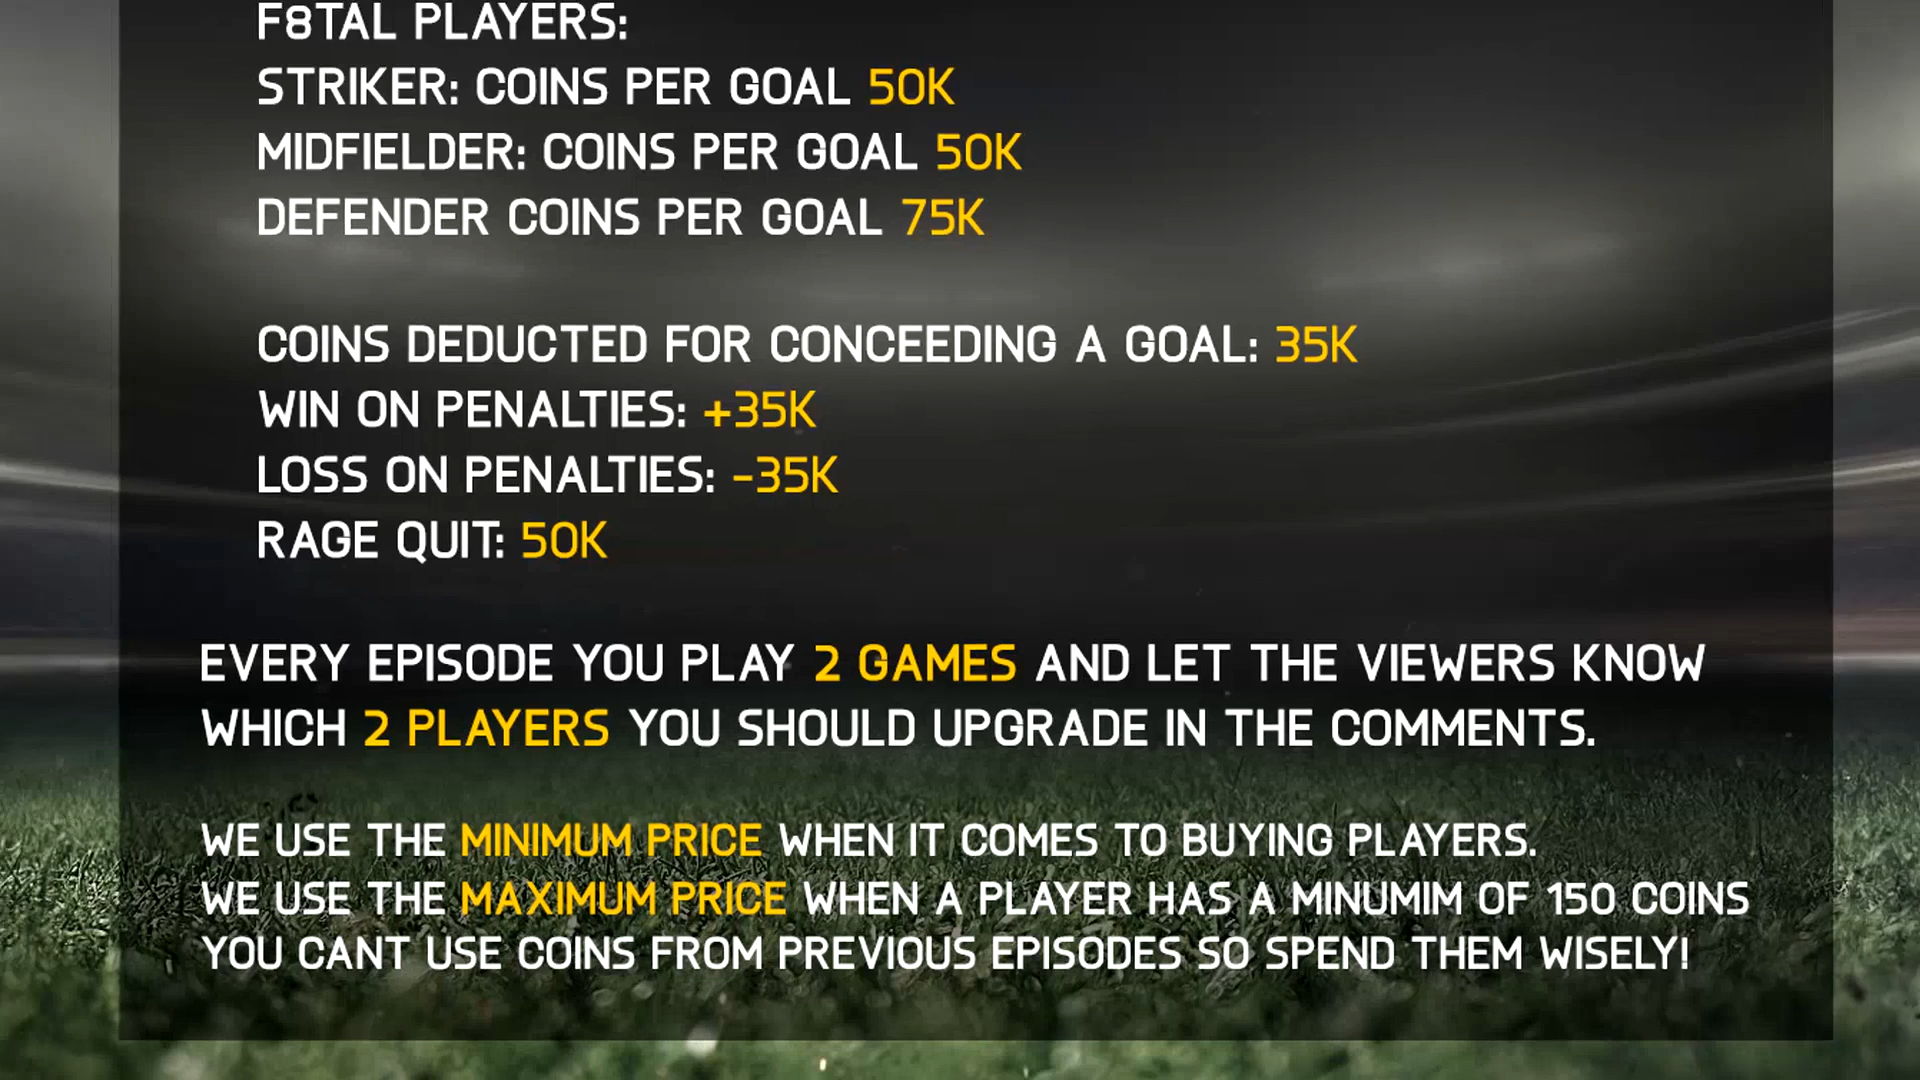 F8TAL PLAYERS:
STRIKER: COINS PER GOAL 50K
MIDFIELDER: COINS PER GOAL 50K
DEFENDER COINS PER GOAL 75K
COINS DEDUCTED FOR CONCEEDING A GOAL: 35K
WIN ON PENALTIES: +35K
LOSS ON PENALTIES: -35K
RAGE QUIT: 50K
EVERY EPISODE YOU PLAY 2 GAMES AND LET THE VIEWERS KNOW
WHICH 2 PLAYERS YOU SHOULD UPGRADE IN THE COMMENTS.
WE USE THE MINIMUM PRICE WHEN IT COMES TO BUYING PLAYERS.
WE USE THE MAXIMUM PRICE WHEN A PLAYER HAS A MINUMIM OF 150 COINS
YOU CANT USE COINS FROM PREVIOUS EPISODES SO SPEND THEM WISELY!